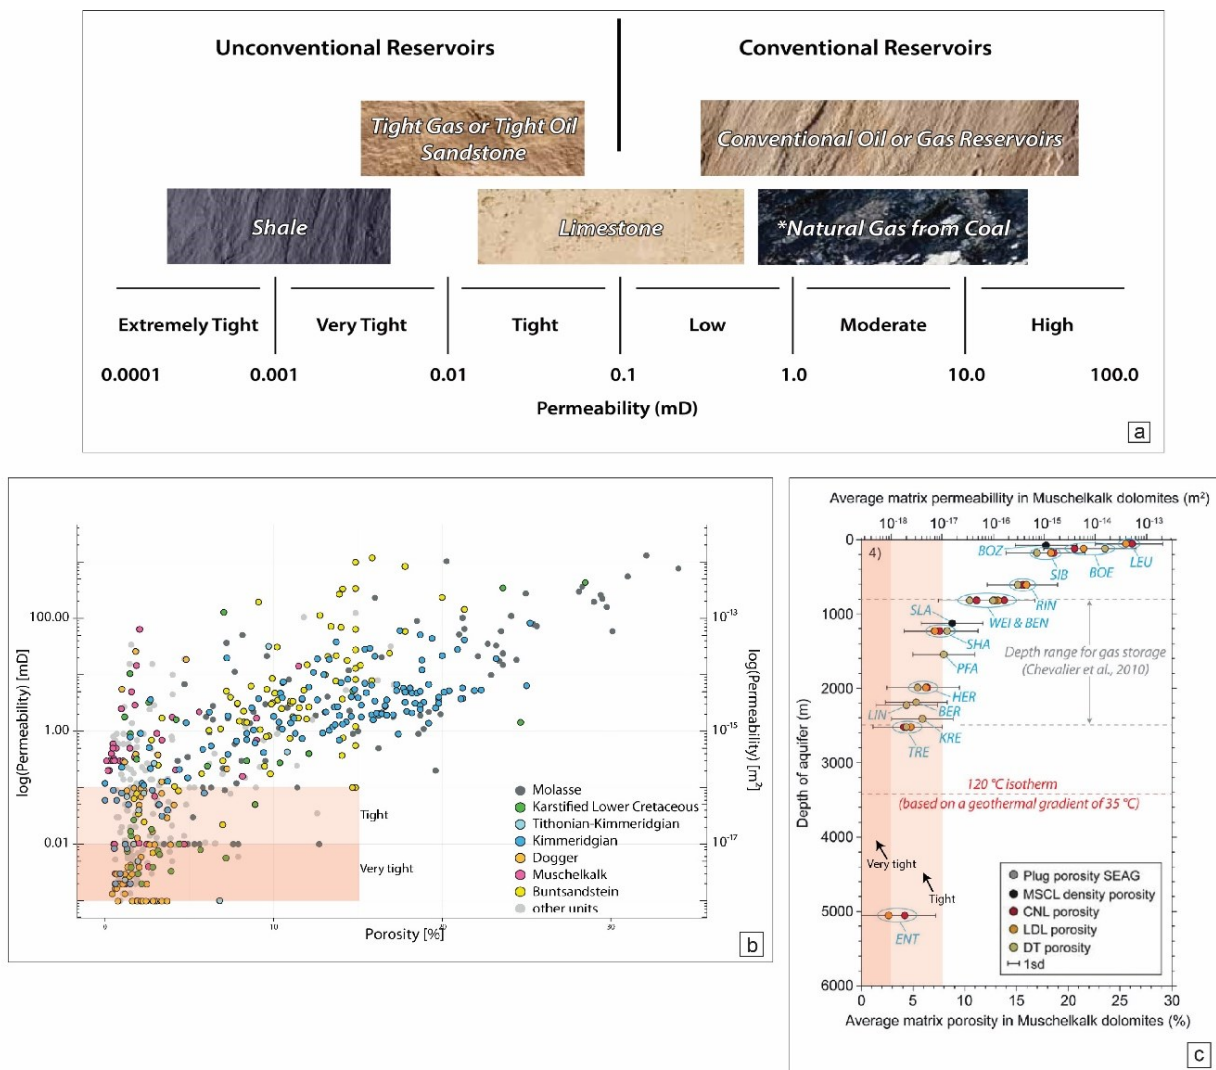 Unconventional Reservoirs
Conventional Reservoirs
Tight Gas or Tight Oil
Sandstone
Conventional Oil or Gas Reservoirs
Shale
Limestone
*Natural Gas from Coal
Extremely Tight
Very Tight
Tight
Low
Moderate
High
0.0001
0.001
0.01
0.1
1.0
10.0
100.0
Permeability (mD)
a
log(Permeability) [mD]
100.00
1.00
0.01
10⁻¹³
10⁻¹⁵
10⁻¹⁷
log(Permeability) [m²]
Tight
Very tight
Molasse
Karstified Lower Cretaceous
Tithonian-Kimmeridgian
Kimmeridgian
Dogger
Muschelkalk
Buntsandstein
other units
0
10
20
30
Porosity [%]
b
Average matrix permeabillity in Muschelkalk dolomites (m²)
10⁻¹⁸
10⁻¹⁷
10⁻¹⁶
10⁻¹⁵
10⁻¹⁴
10⁻¹³
4)
BOZ
SIB
BOE
LEU
RIN
WEI & BEN
SLA
SHA
PFA
HER
LIN
BER
KRE
TRE
ENT
Depth range for gas storage
(Chevalier et al., 2010)
120 °C isotherm
(based on a geothermal gradient of 35 °C)
Very tight
Tight
Plug porosity SEAG
MSCL density porosity
CNL porosity
LDL porosity
DT porosity
1sd
Depth of aquifer (m)
0
1000
2000
3000
4000
5000
6000
0
5
10
15
20
25
30
Average matrix porosity in Muschelkalk dolomites (%)
c